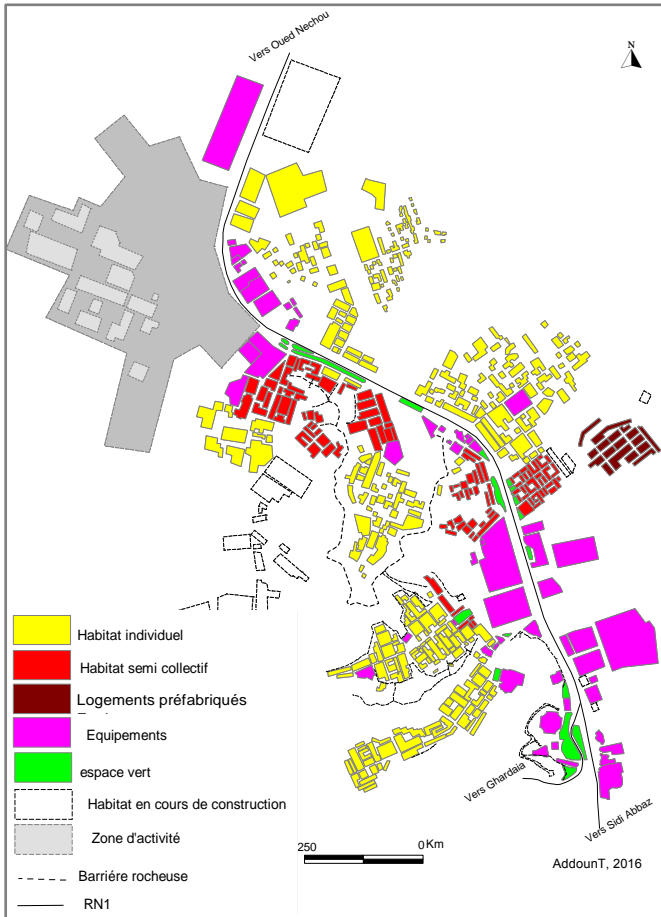 Vers Oued Nechou
N
Habitat individuel
Habitat semi collectif
Logements préfabriqués
Equipements
espace vert
Habitat en cours de construction
Zone d'activité
Barriére rocheuse
RN1
Vers Ghardaia
Vers Sidi Abbaz
250 0 Km
AddounT, 2016